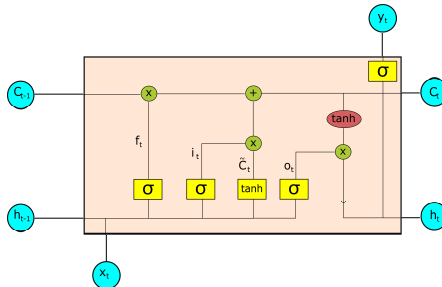 y_t
σ
C_t-1
x
+
C_t
tanh
f_t
i_t
x
C̃_t
o_t
x
σ
σ
tanh
σ
h_t-1
h_t
x_t